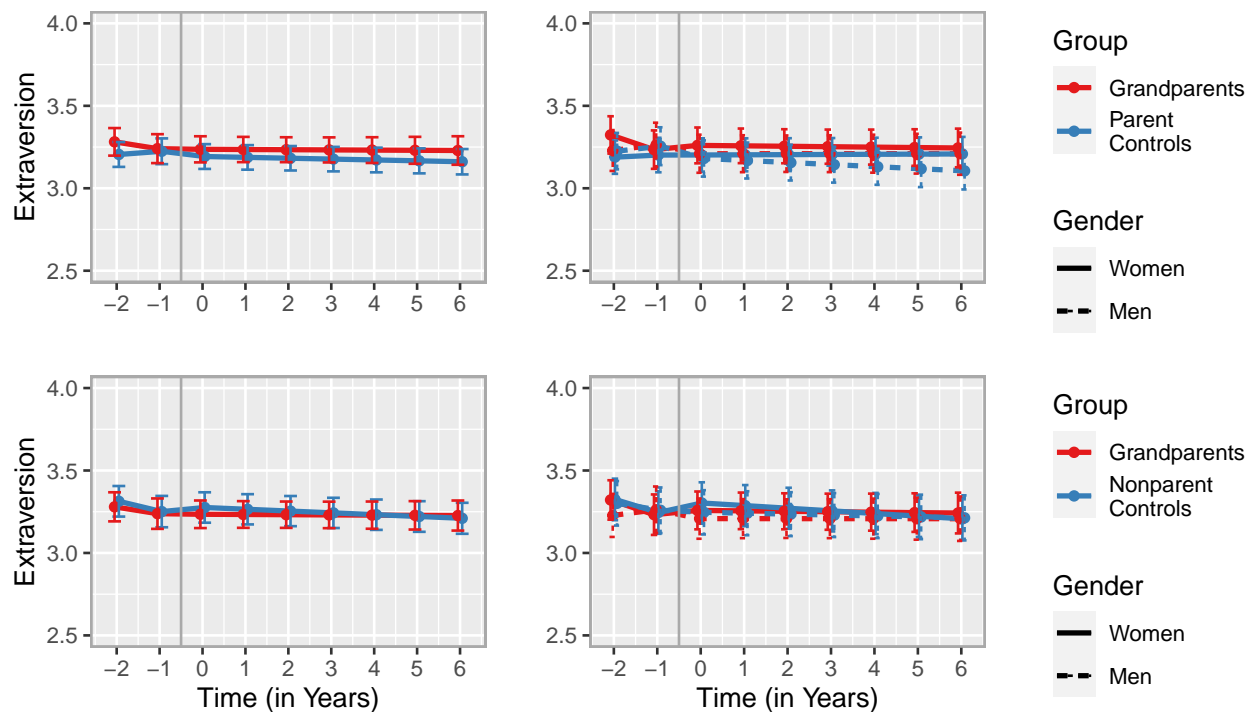 4.0
3.5
3.0
2.5
Extraversion
−2 −1 0 1 2 3 4 5 6
4.0
3.5
3.0
2.5
−2 −1 0 1 2 3 4 5 6
Group
Grandparents
Parent
Controls
Gender
Women
Men
4.0
3.5
3.0
2.5
Extraversion
−2 −1 0 1 2 3 4 5 6
Time (in Years)
4.0
3.5
3.0
2.5
−2 −1 0 1 2 3 4 5 6
Time (in Years)
Group
Grandparents
Nonparent
Controls
Gender
Women
Men